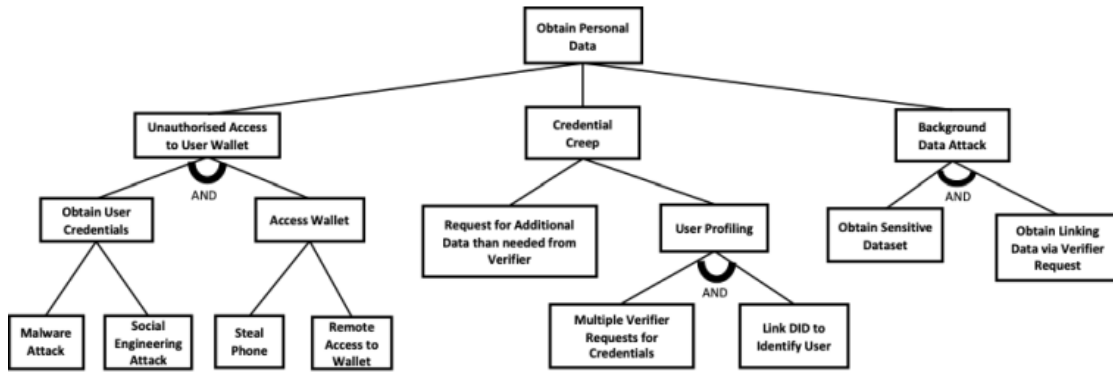 Obtain Personal
Data
Unauthorised Access
to User Wallet
Credential
Creep
Background
Data Attack
AND
AND
Obtain User
Credentials
Access Wallet
Request for Additional
Data than needed from
Verifier
User Profiling
Obtain Sensitive
Dataset
Obtain Linking
Data via Verifier
Request
AND
Malware
Attack
Social
Engineering
Attack
Steal
Phone
Remote
Access to
Wallet
Multiple Verifier
Requests for
Credentials
Link DID to
Identify User